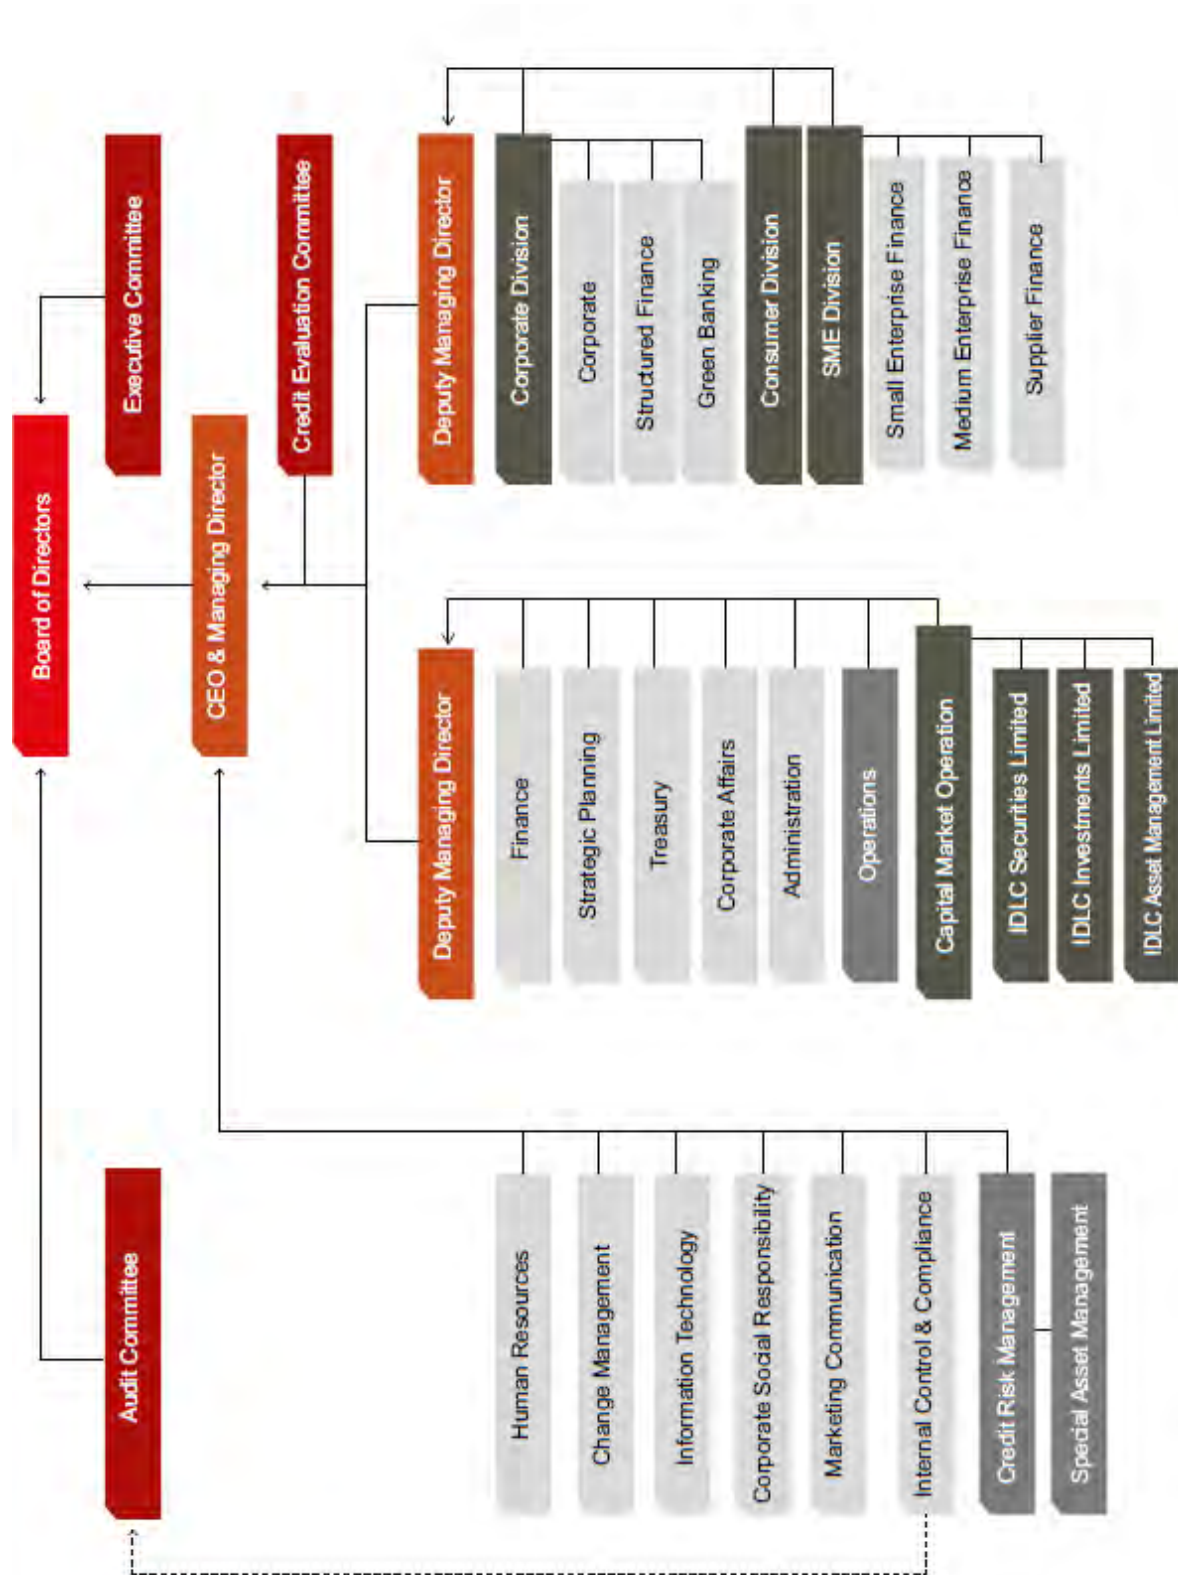 Board of Directors
Audit Committee
Executive Committee
CEO & Managing Director
Credit Evaluation Committee
Deputy Managing Director
Deputy Managing Director
Human Resources
Change Management
Information Technology
Corporate Social Responsibility
Marketing Communication
Internal Control & Compliance
Credit Risk Management
Special Asset Management
Finance
Strategic Planning
Treasury
Corporate Affairs
Administration
Operations
Capital Market Operation
IDLC Securities Limited
IDLC Investments Limited
IDLC Asset Management Limited
Corporate Division
Corporate
Structured Finance
Green Banking
Consumer Division
SME Division
Small Enterprise Finance
Medium Enterprise Finance
Supplier Finance